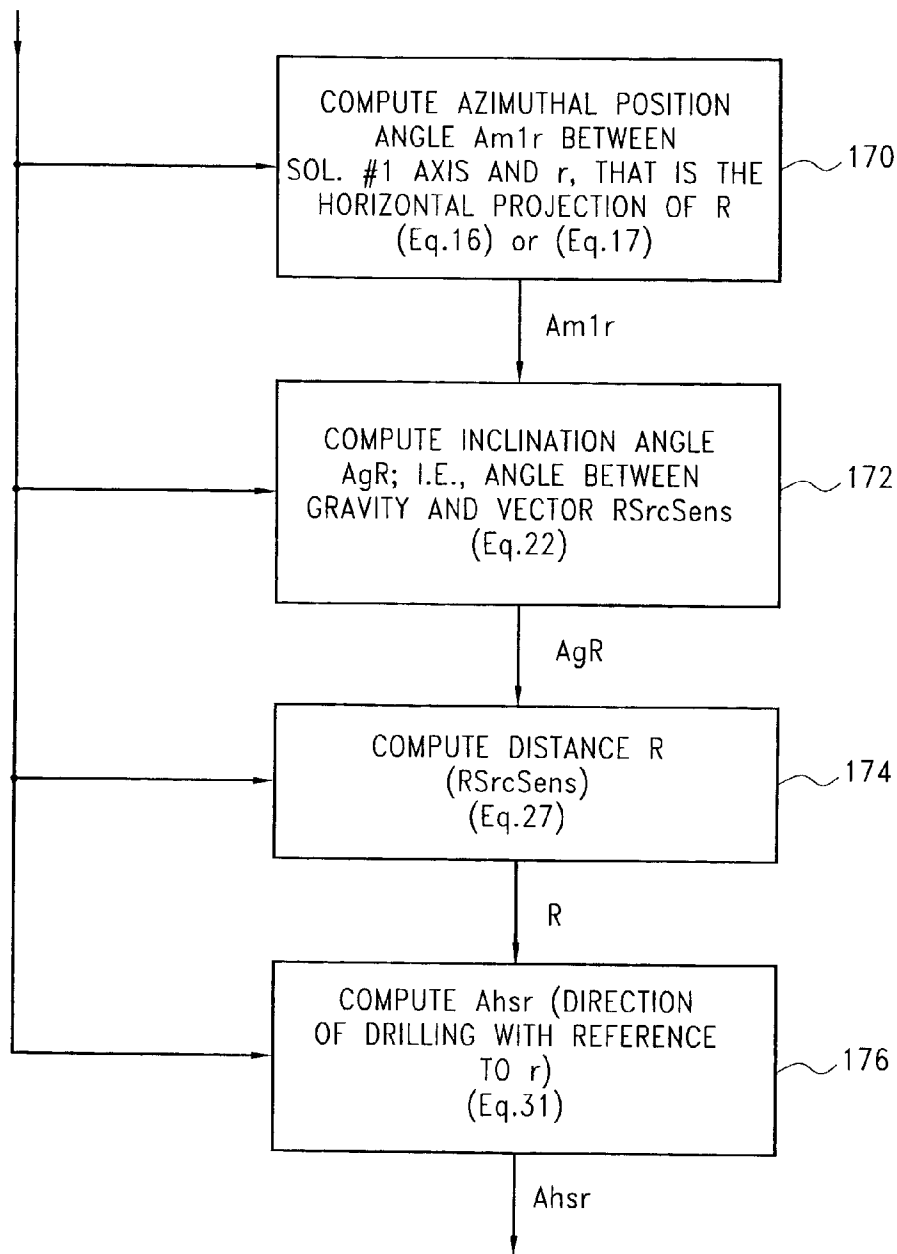 COMPUTE AZIMUTHAL POSITION
ANGLE Am1r BETWEEN
SOL. #1 AXIS AND r, THAT IS THE
HORIZONTAL PROJECTION OF R
(Eq.16) or (Eq.17)
170
Am1r
COMPUTE INCLINATION ANGLE
AgR; I.E., ANGLE BETWEEN
GRAVITY AND VECTOR RSrcSens
(Eq.22)
172
AgR
COMPUTE DISTANCE R
(RSrcSens)
(Eq.27)
174
R
COMPUTE Ahsr (DIRECTION
OF DRILLING WITH REFERENCE
TO r)
(Eq.31)
176
Ahsr